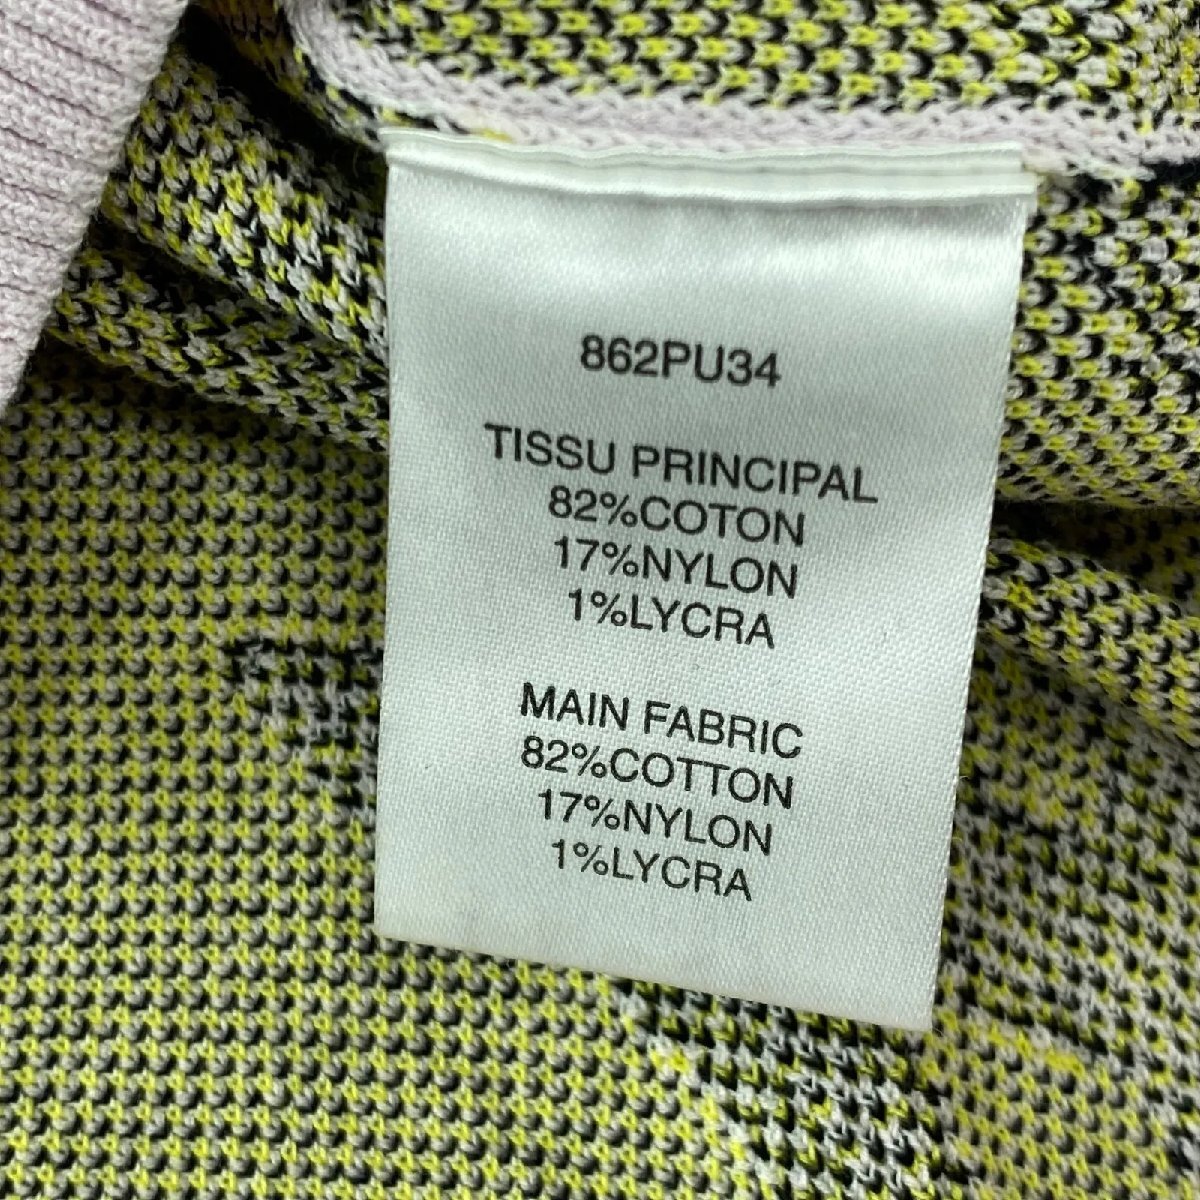 862PU34
TISSU PRINCIPAL
82%COTON
17%NYLON
1%LYCRA
MAIN FABRIC
82%COTTON
17%NYLON
1%LYCRA